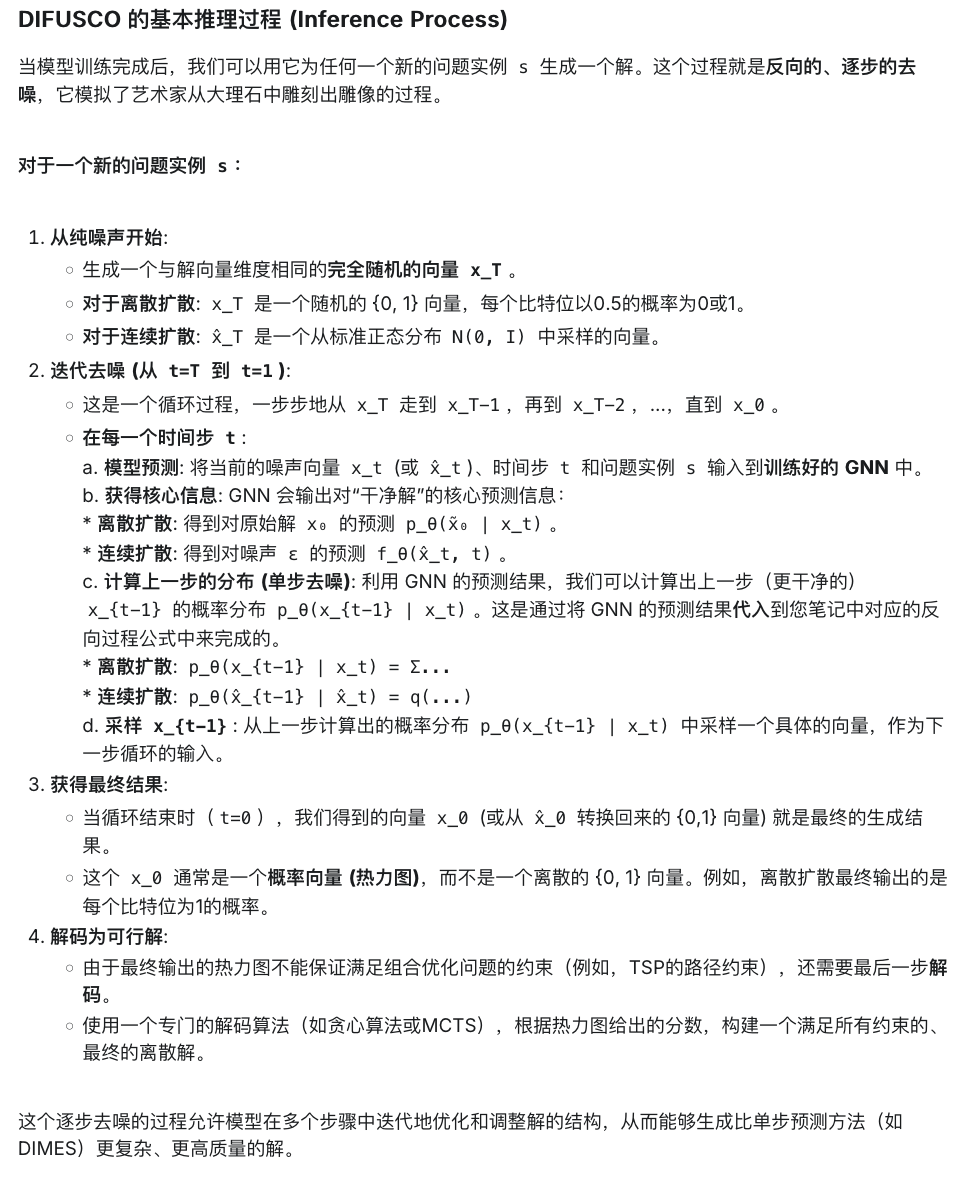 DIFUSCO 的基本推理过程 (Inference Process)
当模型训练完成后，我们可以用它为任何一个新的问题实例 s 生成一个解。这个过程就是反向的、逐步的去
噪，它模拟了艺术家从大理石中雕刻出雕像的过程。
对于一个新的问题实例 s：
1. 从纯噪声开始:
○ 生成一个与解向量维度相同的完全随机的向量 x_T 。
○ 对于离散扩散: x_T 是一个随机的 {0, 1} 向量，每个比特位以0.5的概率为0或1。
○ 对于连续扩散: x̂_T 是一个从标准正态分布 N(0, I) 中采样的向量。
2. 迭代去噪 (从 t=T 到 t=1 ):
○ 这是一个循环过程，一步步地从 x_T 走到 x_T−1 ，再到 x_T−2 ，...，直到 x_0 。
○ 在每一个时间步 t :
a. 模型预测: 将当前的噪声向量 x_t (或 x̂_t )、时间步 t 和问题实例 s 输入到训练好的 GNN 中。
b. 获得核心信息: GNN 会输出对“干净解”的核心预测信息：
* 离散扩散: 得到对原始解 x₀ 的预测 p_θ(x̃₀ | x_t) 。
* 连续扩散: 得到对噪声 ε 的预测 f_θ(x̂_t, t) 。
c. 计算上一步的分布 (单步去噪): 利用 GNN 的预测结果，我们可以计算出上一步（更干净的）
x_{t−1} 的概率分布 p_θ(x_{t−1} | x_t) 。这是通过将 GNN 的预测结果代入到您笔记中对应的反
向过程公式中来完成的。
* 离散扩散: p_θ(x_{t−1} | x_t) = Σ...
* 连续扩散: p_θ(x̂_{t−1} | x̂_t) = q(...)
d. 采样 x_{t−1} : 从上一步计算出的概率分布 p_θ(x_{t−1} | x_t) 中采样一个具体的向量，作为下
一步循环的输入。
3. 获得最终结果:
○ 当循环结束时（ t=0 ），我们得到的向量 x_0 (或从 x̂_0 转换回来的 {0,1} 向量) 就是最终的生成结
果。
○ 这个 x_0 通常是一个概率向量 (热力图)，而不是一个离散的 {0, 1} 向量。例如，离散扩散最终输出的是
每个比特位为1的概率。
4. 解码为可行解:
○ 由于最终输出的热力图不能保证满足组合优化问题的约束（例如，TSP的路径约束），还需要最后一步解
码。
○ 使用一个专门的解码算法（如贪心算法或MCTS），根据热力图给出的分数，构建一个满足所有约束的、
最终的离散解。
这个逐步去噪的过程允许模型在多个步骤中迭代地优化和调整解的结构，从而能够生成比单步预测方法（如
DIMES）更复杂、更高质量的解。